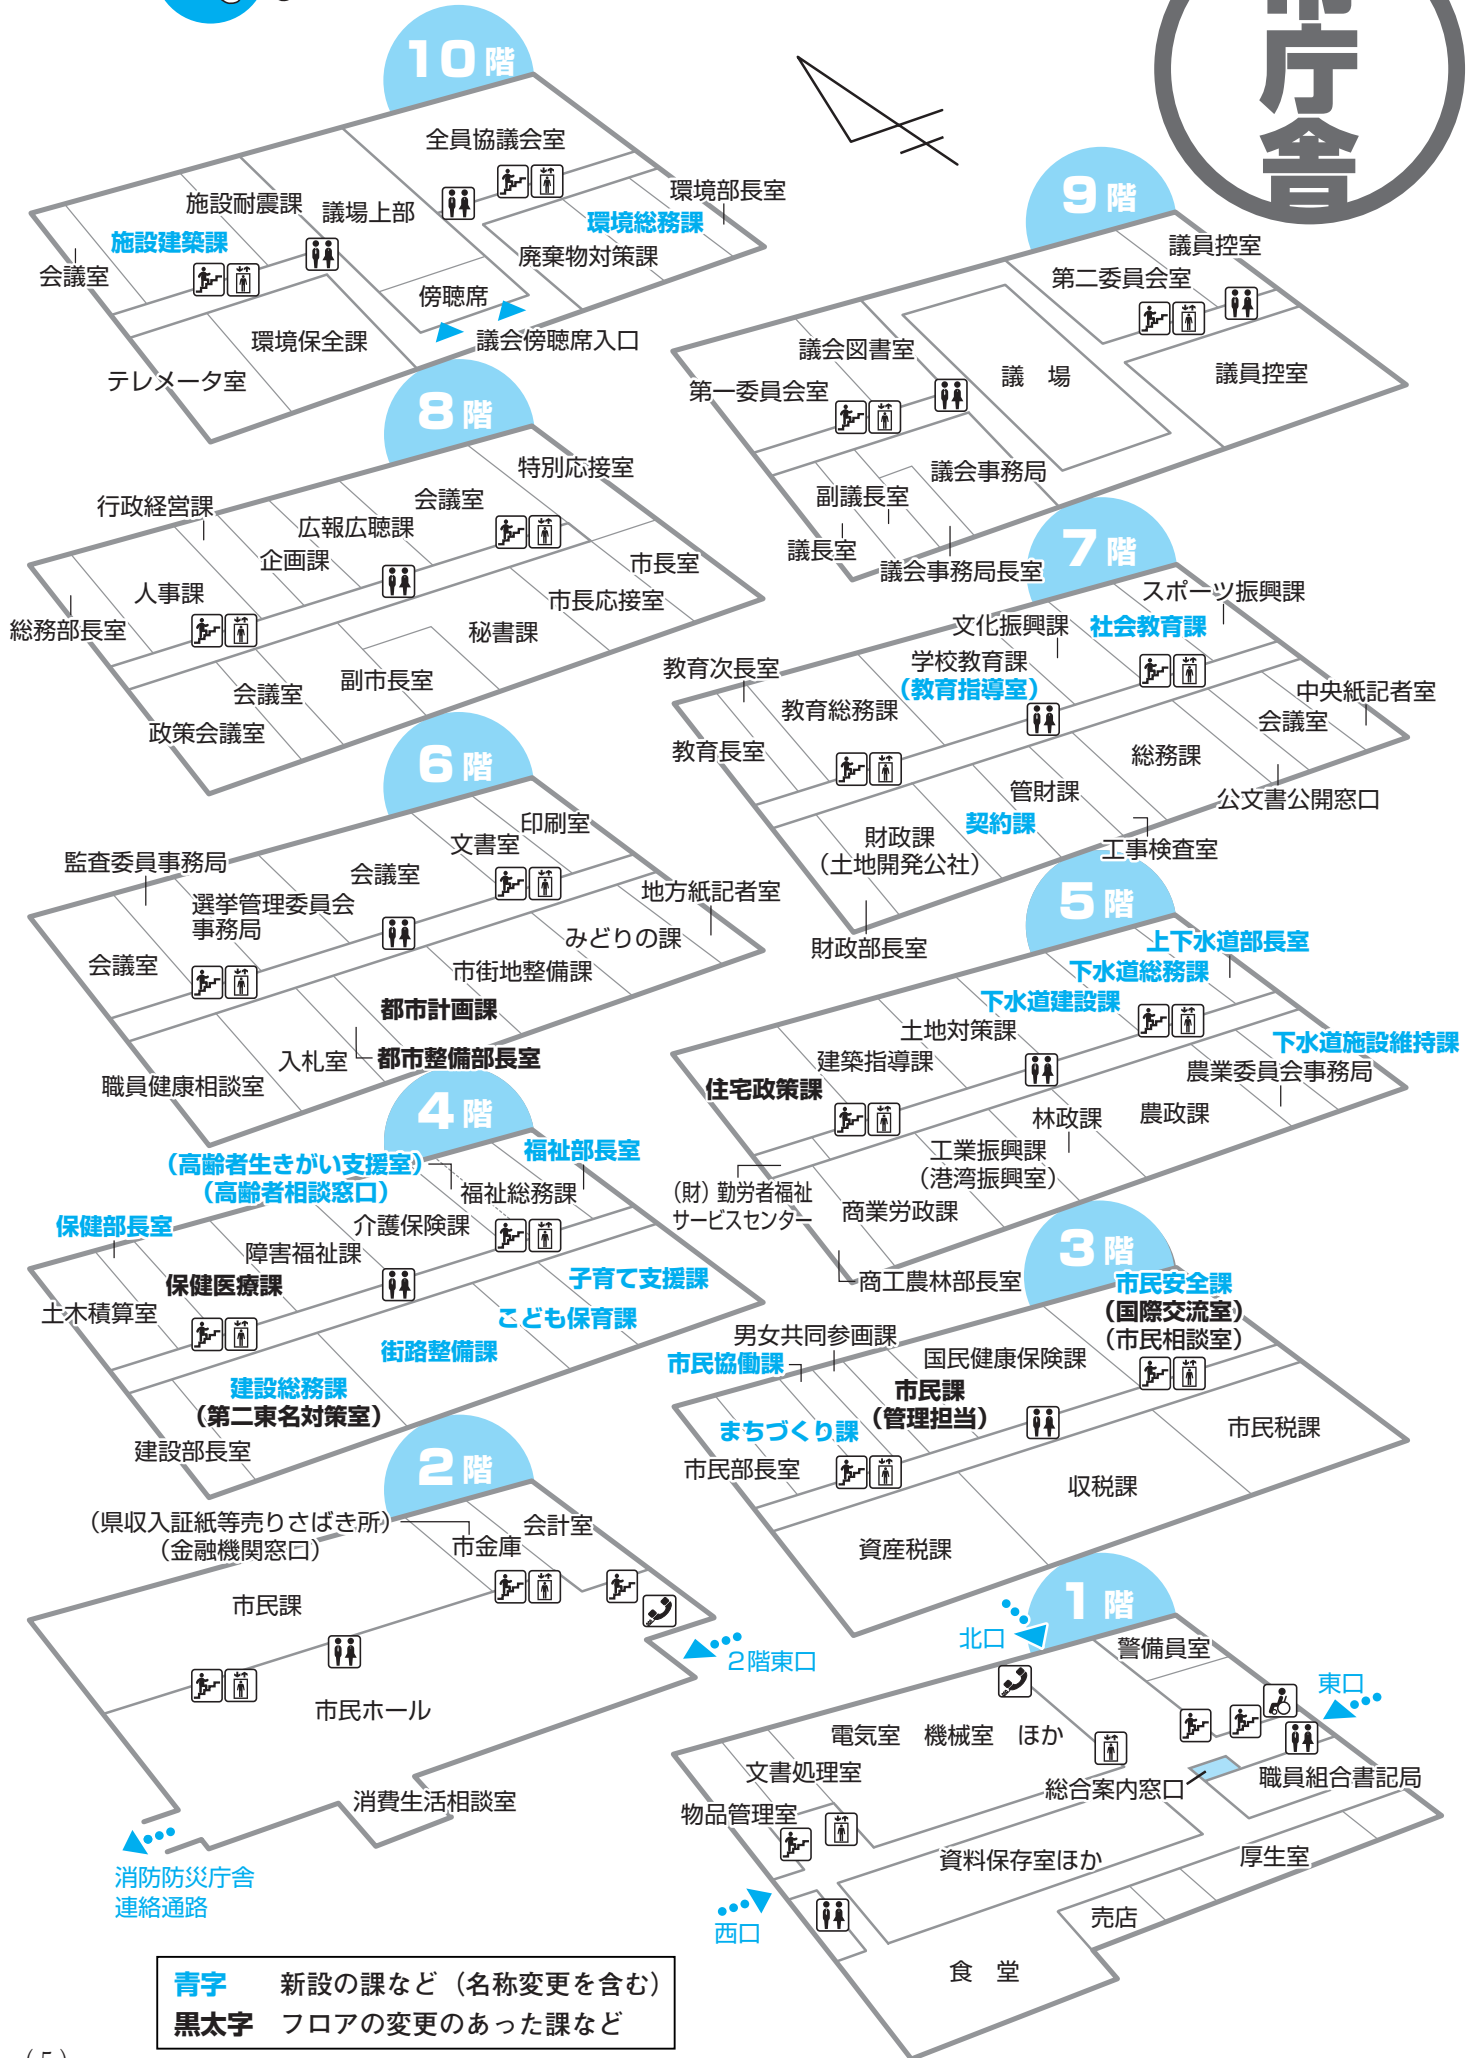 庁舎
10階
全員協議会室
環境部長室
施設耐震課
議場上部
環境総務課
施設建築課
廃棄物対策課
会議室
傍聴席
環境保全課
議会傍聴席入口
テレメータ室
9階
議員控室
第二委員会室
議会図書室
議 場
議員控室
第一委員会室
議会事務局
副議長室
議長室
議会事務局長室
8階
特別応接室
会議室
行政経営課
広報広聴課
企画課
市長室
人事課
市長応接室
総務部長室
秘書課
副市長室
会議室
政策会議室
7階
スポーツ振興課
文化振興課
社会教育課
学校教育課
(教育指導室)
教育次長室
中央紙記者室
教育総務課
会議室
教育長室
総務課
管財課
公文書公開窓口
契約課
財政課
(土地開発公社)
工事検査室
財政部長室
6階
印刷室
文書室
監査委員事務局
会議室
地方紙記者室
選挙管理委員会
事務局
みどりの課
会議室
市街地整備課
都市計画課
入札室
都市整備部長室
職員健康相談室
5階
上下水道部長室
下水道総務課
下水道建設課
土地対策課
下水道施設維持課
建築指導課
農業委員会事務局
住宅政策課
農政課
林政課
工業振興課
(港湾振興室)
(財)勤労者福祉
サービスセンター
商業労政課
商工農林部長室
4階
福祉部長室
(高齢者生きがい支援室)
(高齢者相談窓口)
福祉総務課
保健部長室
介護保険課
障害福祉課
保健医療課
子育て支援課
土木積算室
こども保育課
街路整備課
建設総務課
(第二東名対策室)
建設部長室
3階
市民安全課
(国際交流室)
(市民相談室)
男女共同参画課
市民協働課
国民健康保険課
市民課
(管理担当)
まちづくり課
市民税課
市民部長室
収税課
資産税課
2階
(県収入証紙等売りさばき所)
(金融機関窓口)
会計室
市金庫
市民課
2階東口
市民ホール
消費生活相談室
消防防災庁舎
連絡通路
1階
北口
警備員室
東口
電気室 機械室 ほか
文書処理室
総合案内窓口
職員組合書記局
物品管理室
資料保存室ほか
厚生室
西口
売店
食 堂
青字 新設の課など(名称変更を含む)
黒太字 フロアの変更のあった課など
(5)